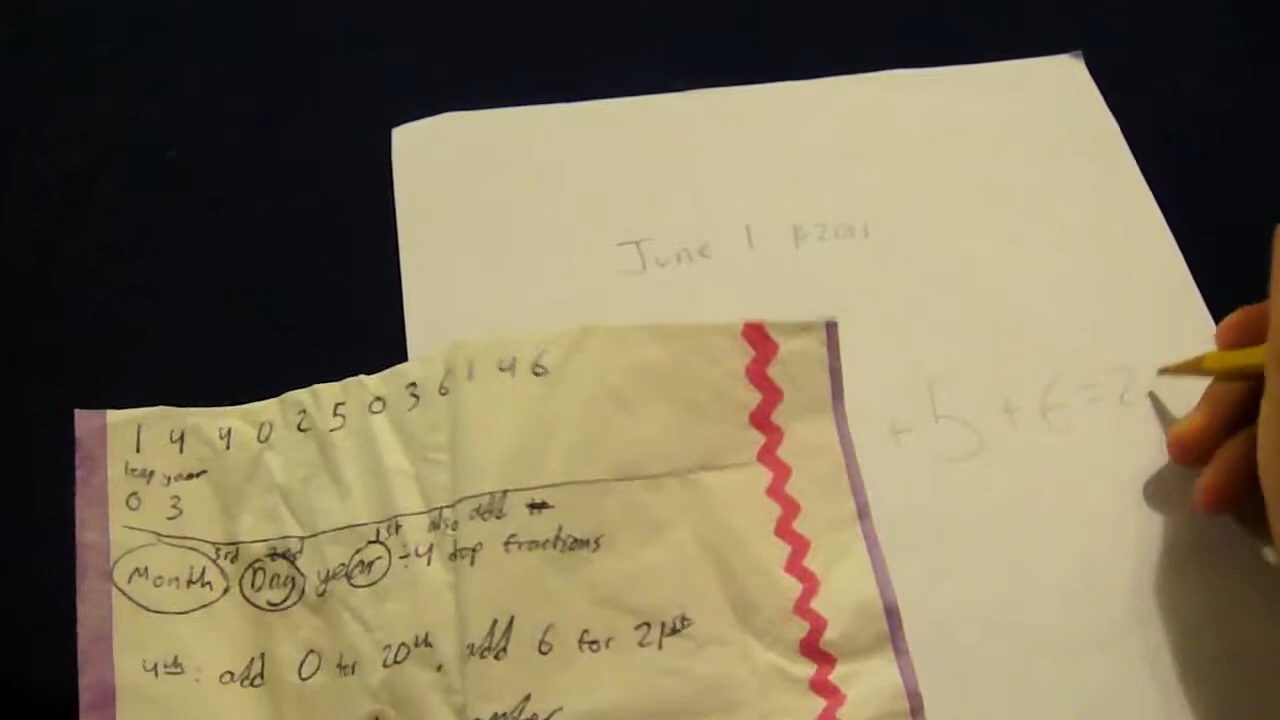 June 1 2001
+ 5 + 6 = 2
1 4 4 0 2 5 0 3 6 1 4 6
leap year
0 3
1st also add
3rd 2nd
Month Day year ÷4 drop fractions
4th: add 0 for 20th, add 6 for 21st